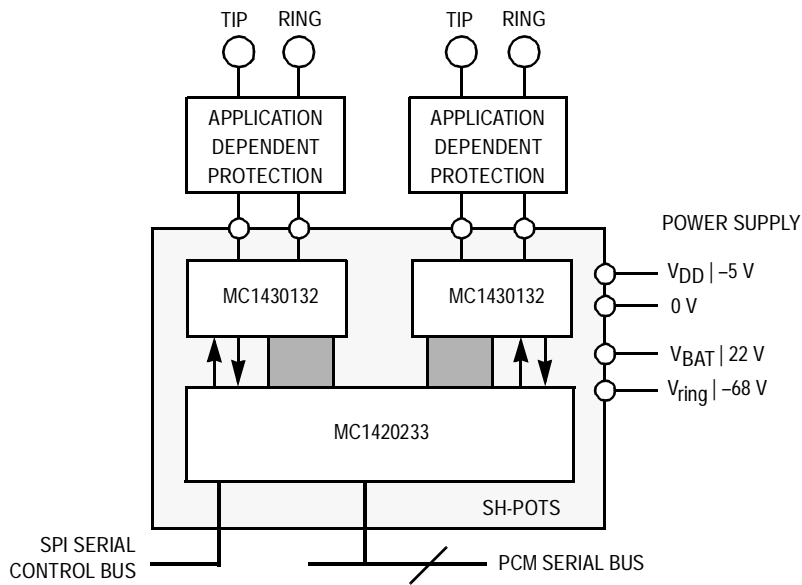 TIP RING TIP RING
APPLICATION
DEPENDENT
PROTECTION
APPLICATION
DEPENDENT
PROTECTION
POWER SUPPLY
VDD | –5 V
0 V
VBAT | 22 V
Vring | –68 V
MC1430132
MC1430132
MC1420233
SH-POTS
SPI SERIAL
CONTROL BUS
PCM SERIAL BUS